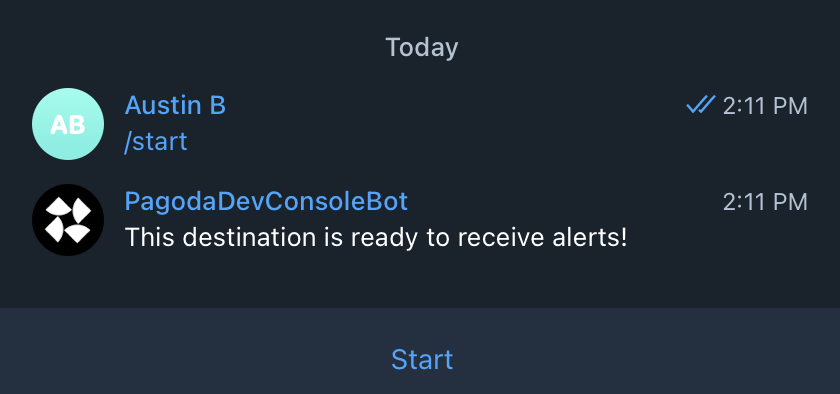 Today
AB
Austin B
2:11 PM
/start
PagodaDevConsoleBot
2:11 PM
This destination is ready to receive alerts!
Start